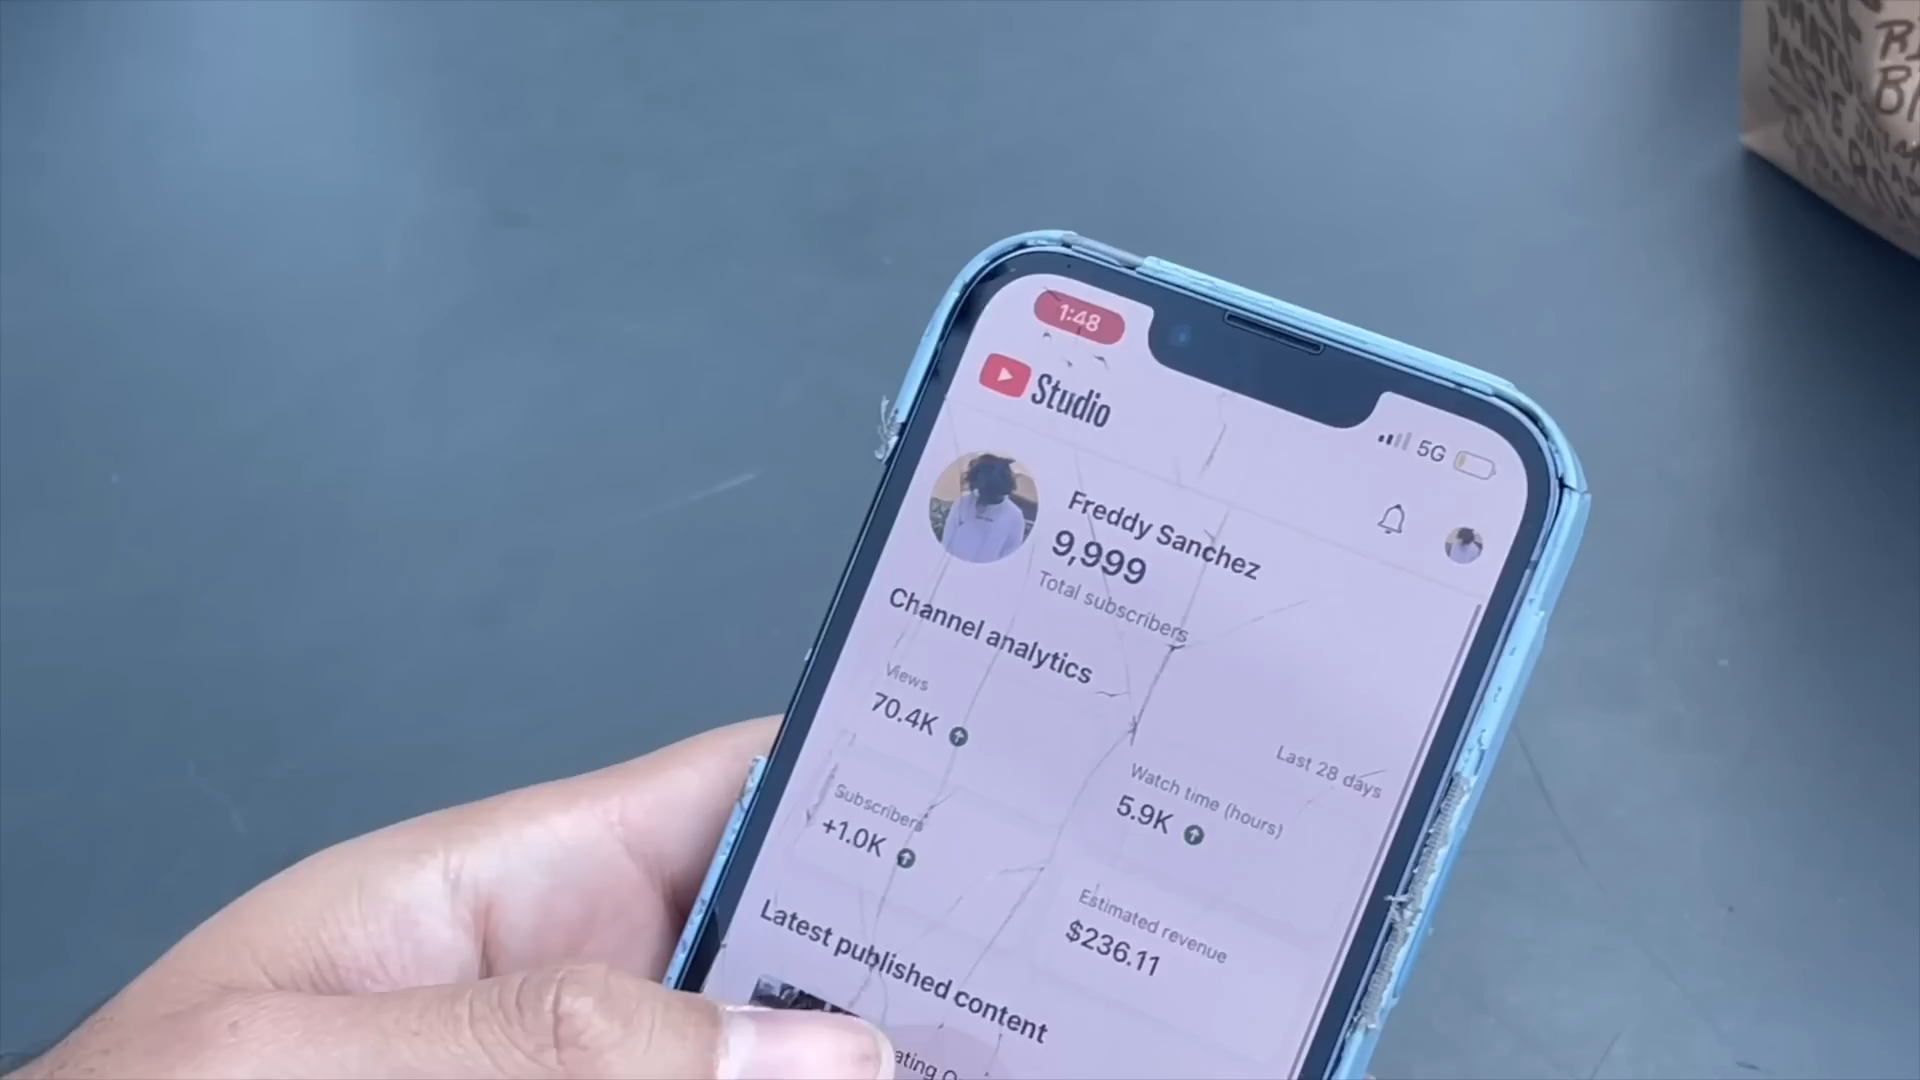 1:48
5G
Studio
Freddy Sanchez
9,999
Total subscribers
Channel analytics
Last 28 days
Views
70.4K
Watch time (hours)
5.9K
Subscribers
+1.0K
Estimated revenue
$236.11
Latest published content